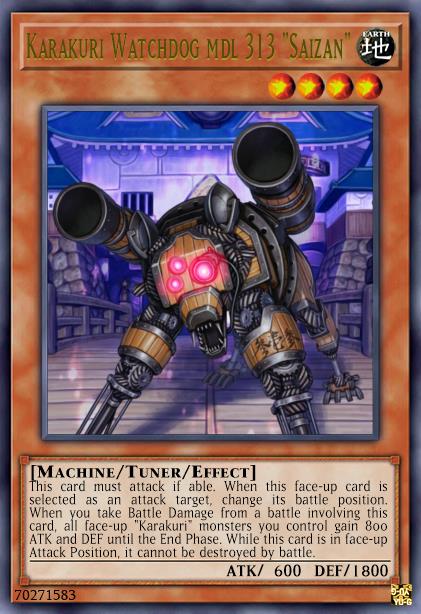 KARAKURI WATCHDOG MDL 313 "SAIZAN"
EARTH
地
[MACHINE/TUNER/EFFECT]
This card must attack if able. When this face-up card is
selected as an attack target, change its battle position.
When you take Battle Damage from a battle involving this
card, all face-up "Karakuri" monsters you control gain 800
ATK and DEF until the End Phase. While this card is in face-up
Attack Position, it cannot be destroyed by battle.
ATK/ 600 DEF/1800
70271583